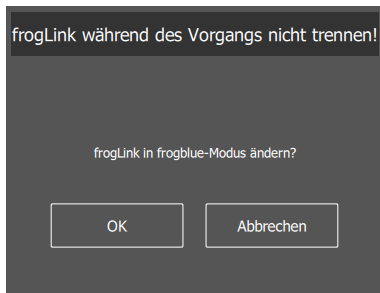 frogLink während des Vorgangs nicht trennen!
frogLink in frogblue-Modus ändern?
OK
Abbrechen